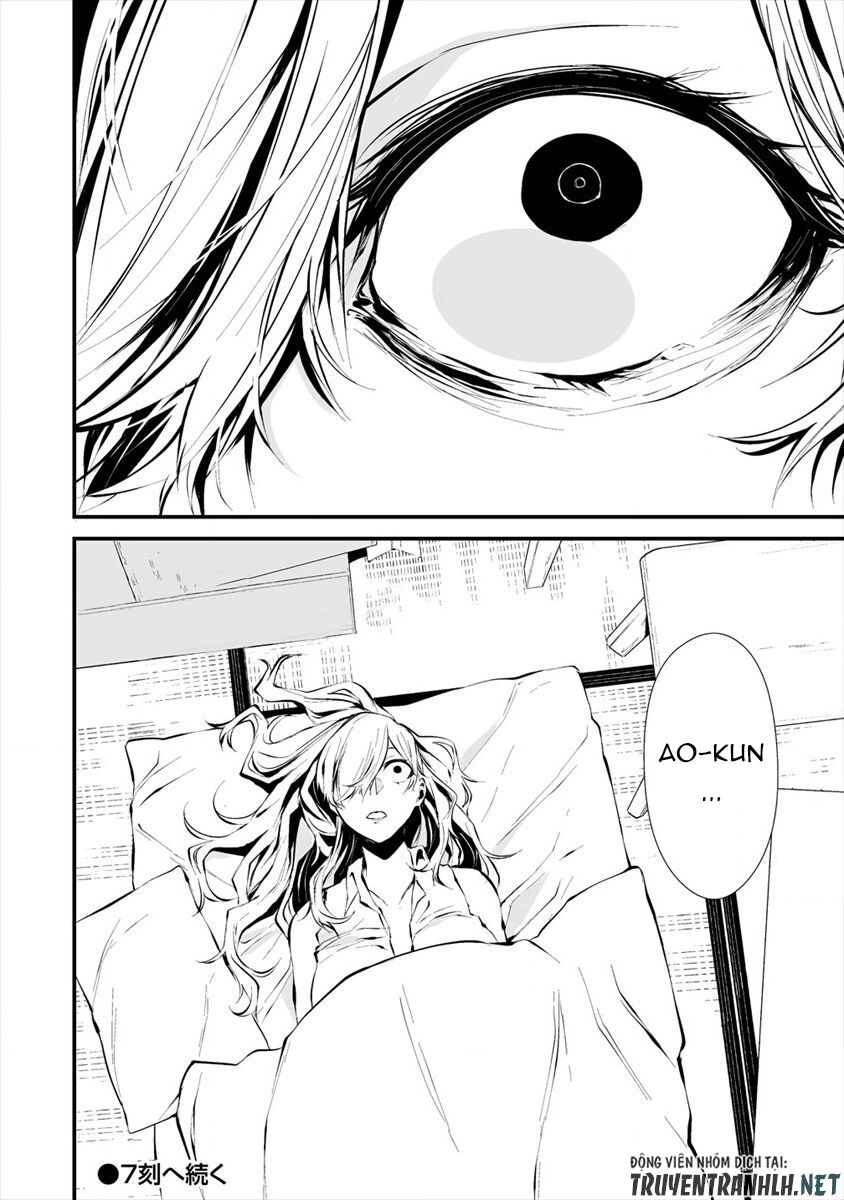 AO-KUN
...
●7刻へ続く
ĐỘNG VIÊN NHÓM DỊCH TẠI:
TRUYENTRANHLH.NET